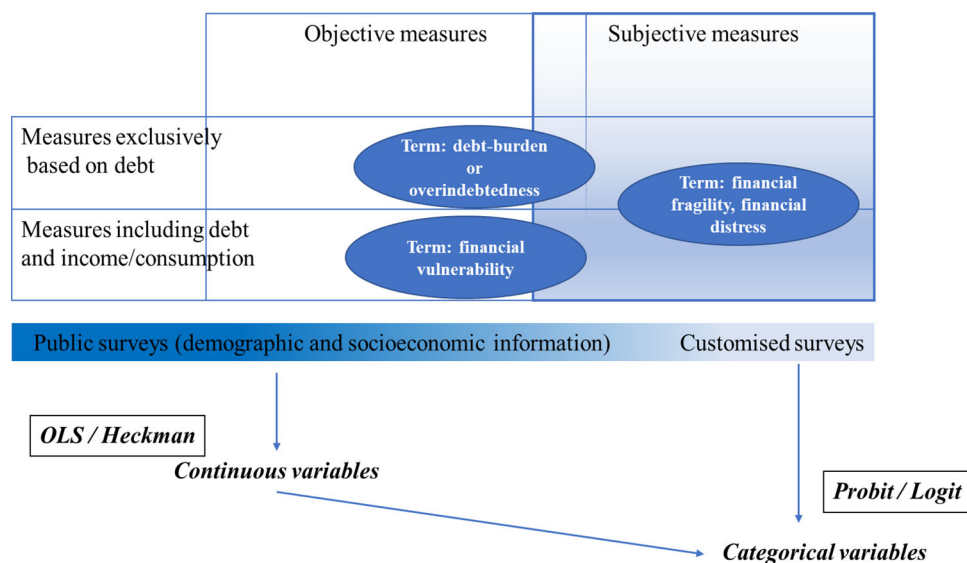 Objective measures
Subjective measures
Measures exclusively
based on debt
Term: debt-burden
or
overindebtedness
Term: financial
fragility, financial
distress
Measures including debt
and income/consumption
Term: financial
vulnerability
Public surveys (demographic and socioeconomic information)
Customised surveys
OLS / Heckman
Continuous variables
Probit / Logit
Categorical variables